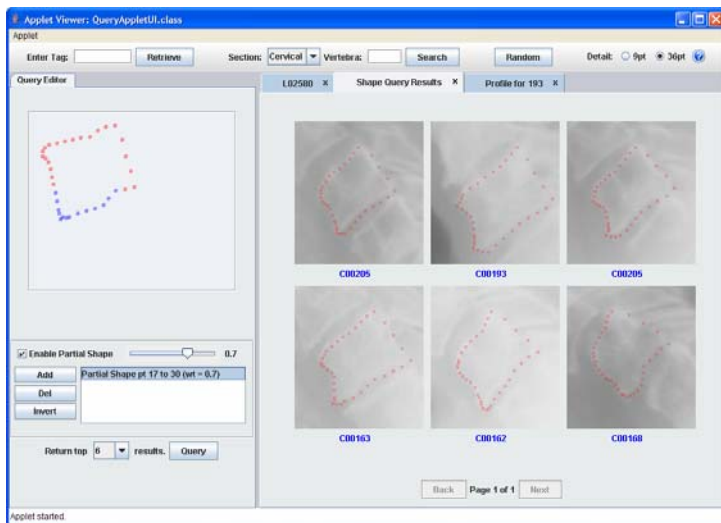 Applet Viewer: QueryAppletUI.class
Applet
Enter Tag: Retrieve Section: Cervical Vertebra: Search Random Detail: 9pt 36pt ?
Query Editor
L02580 x Shape Query Results x Profile for 193 x
C00205 C00193 C00205
Enable Partial Shape 0.7
Add Partial Shape pt 17 to 30 (wt = 0.7)
Del
Invert
C00163 C00162 C00168
Return top 6 results. Query
Back Page 1 of 1 Next
Applet started.